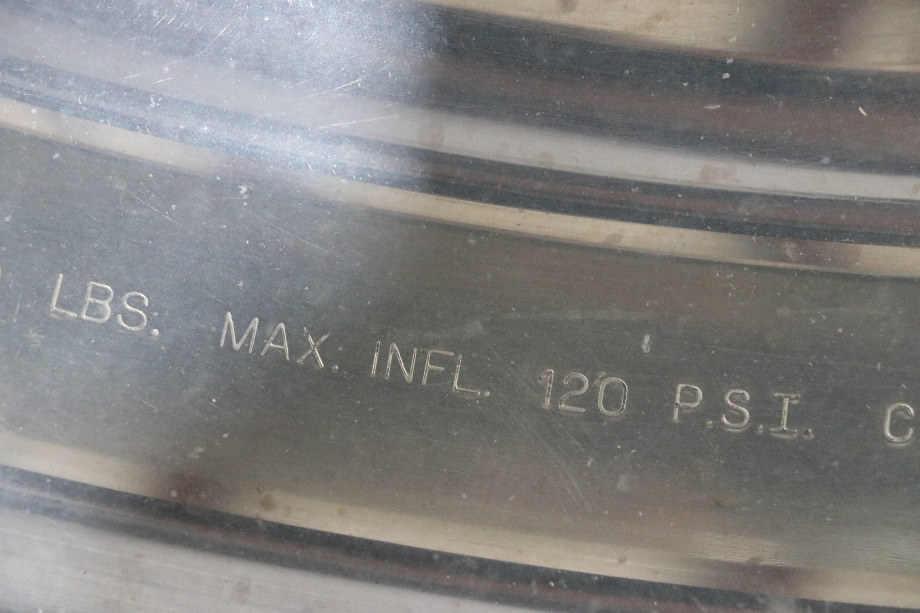 LBS. MAX. INFL. 120 P.S.I. C